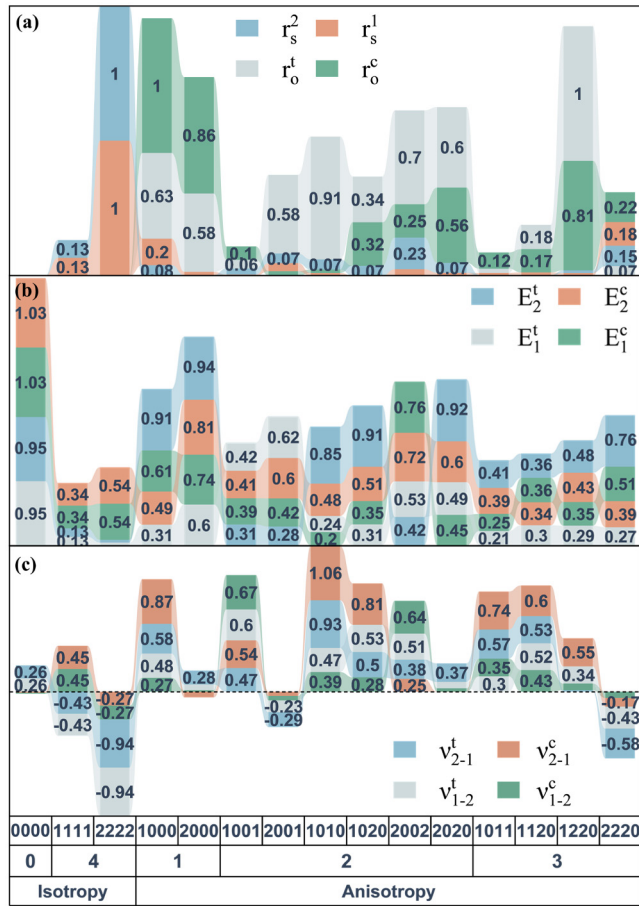 (a)
r_s^2 r_s^1
r_o^t r_o^c
1 1 1
1 0.86
0.63 0.58 0.91 0.34 0.7 0.6
0.58 0.32 0.25 0.56 0.81 0.22
0.13 0.2 0.1 0.07 0.23 0.12 0.18 0.18
0.13 0.08 0.06 0.07 0.07 0.07 0.17 0.15
0.07
(b)
E_2^t E_2^c
E_1^t E_1^c
1.03
1.03 0.94 0.76 0.92
0.91 0.81 0.62 0.85 0.91 0.72 0.6 0.76
0.95 0.61 0.74 0.42 0.6 0.48 0.51 0.53 0.49 0.41 0.36 0.48
0.34 0.54 0.49 0.6 0.41 0.42 0.24 0.35 0.42 0.45 0.39 0.36 0.43 0.51
0.34 0.54 0.31 0.39 0.28 0.2 0.31 0.25 0.34 0.35 0.39
0.95 0.13 0.31 0.21 0.3 0.29 0.27
0.13
(c)
1.06
0.87 0.67 0.81 0.74 0.6
0.58 0.6 0.93 0.53 0.64 0.57 0.53 0.55
0.45 0.48 0.54 0.47 0.5 0.51 0.35 0.52 0.34
0.26 0.45 0.27 0.28 0.47 0.39 0.28 0.38 0.37 0.3 0.43
0.26 0.25
-0.43 -0.27 -0.23 -0.17
-0.43 -0.27 -0.29 -0.43
-0.94 -0.58
-0.94
ν_{2-1}^t ν_{2-1}^c
ν_{1-2}^t ν_{1-2}^c
0000 1111 2222 1000 2000 1001 2001 1010 1020 2002 2020 1011 1120 1220 2220
0 4 1 2 3
Isotropy Anisotropy